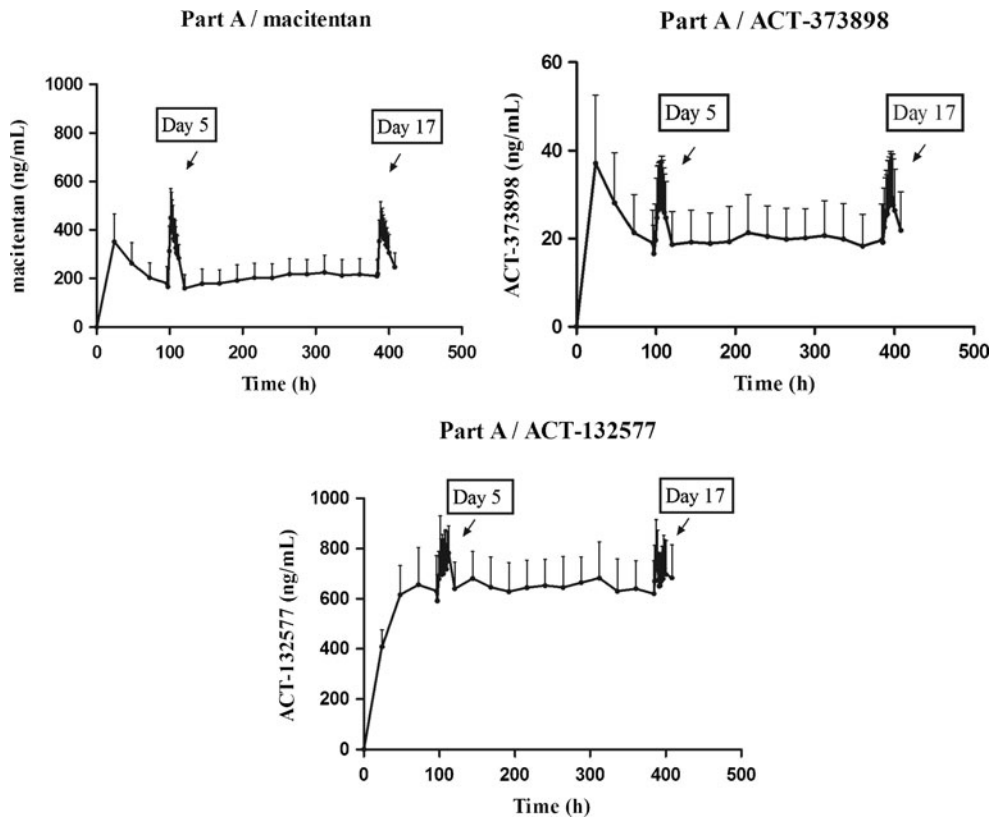 Part A / macitentan
macitentan (ng/mL)
1000
800
600
400
200
0
Day 5
Day 17
0 100 200 300 400 500
Time (h)
Part A / ACT-373898
ACT-373898 (ng/mL)
60
40
20
0
Day 5
Day 17
0 100 200 300 400 500
Time (h)
Part A / ACT-132577
ACT-132577 (ng/mL)
1000
800
600
400
200
0
Day 5
Day 17
0 100 200 300 400 500
Time (h)